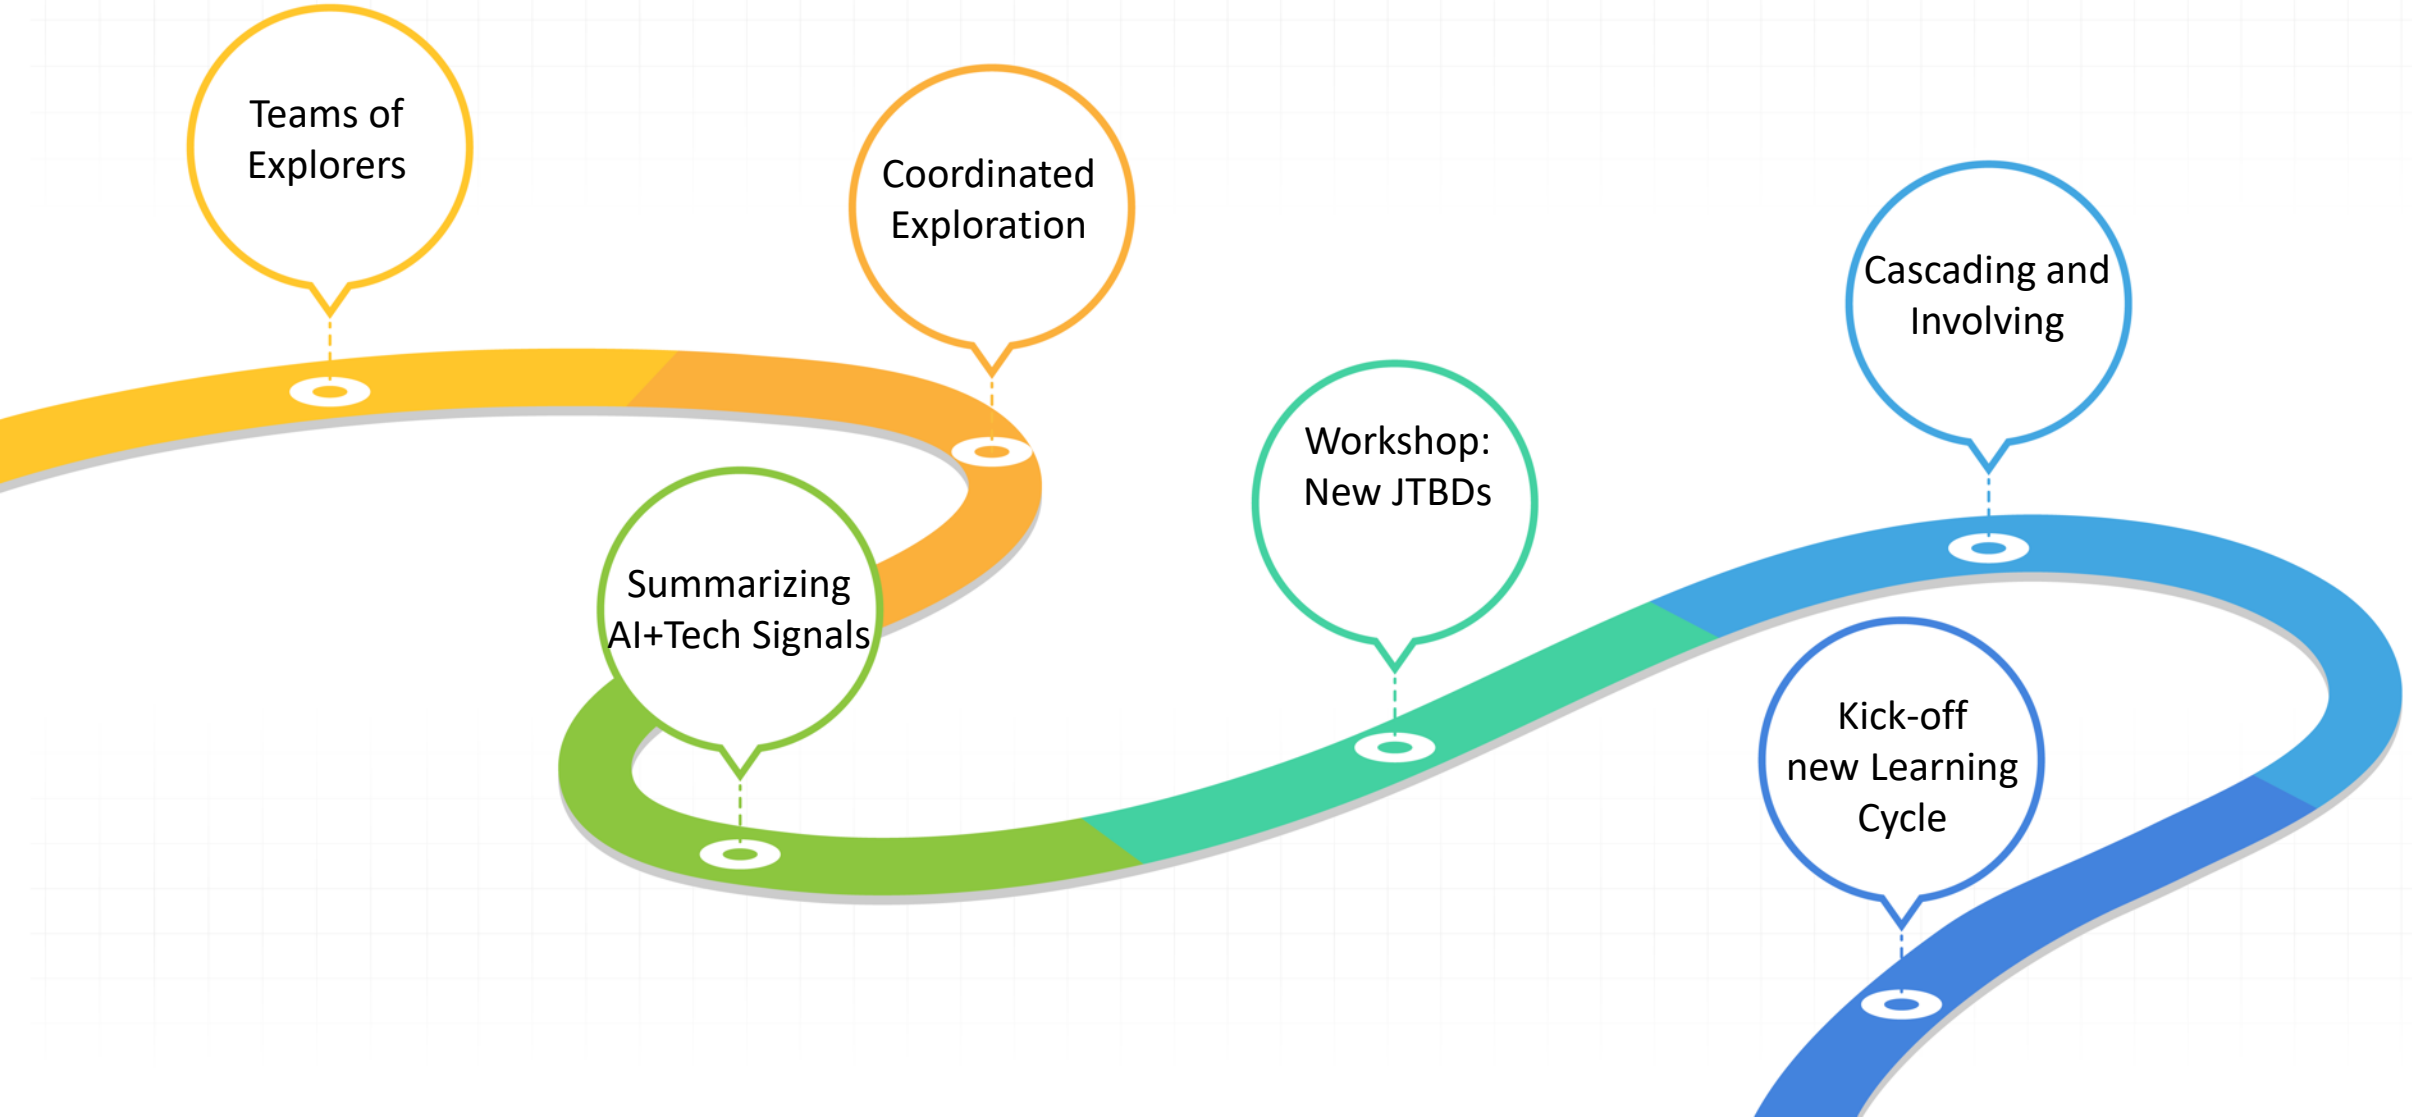 Teams of
Explorers
Coordinated
Exploration
Summarizing
AI+Tech Signals
Workshop:
New JTBDs
Cascading and
Involving
Kick-off
new Learning
Cycle